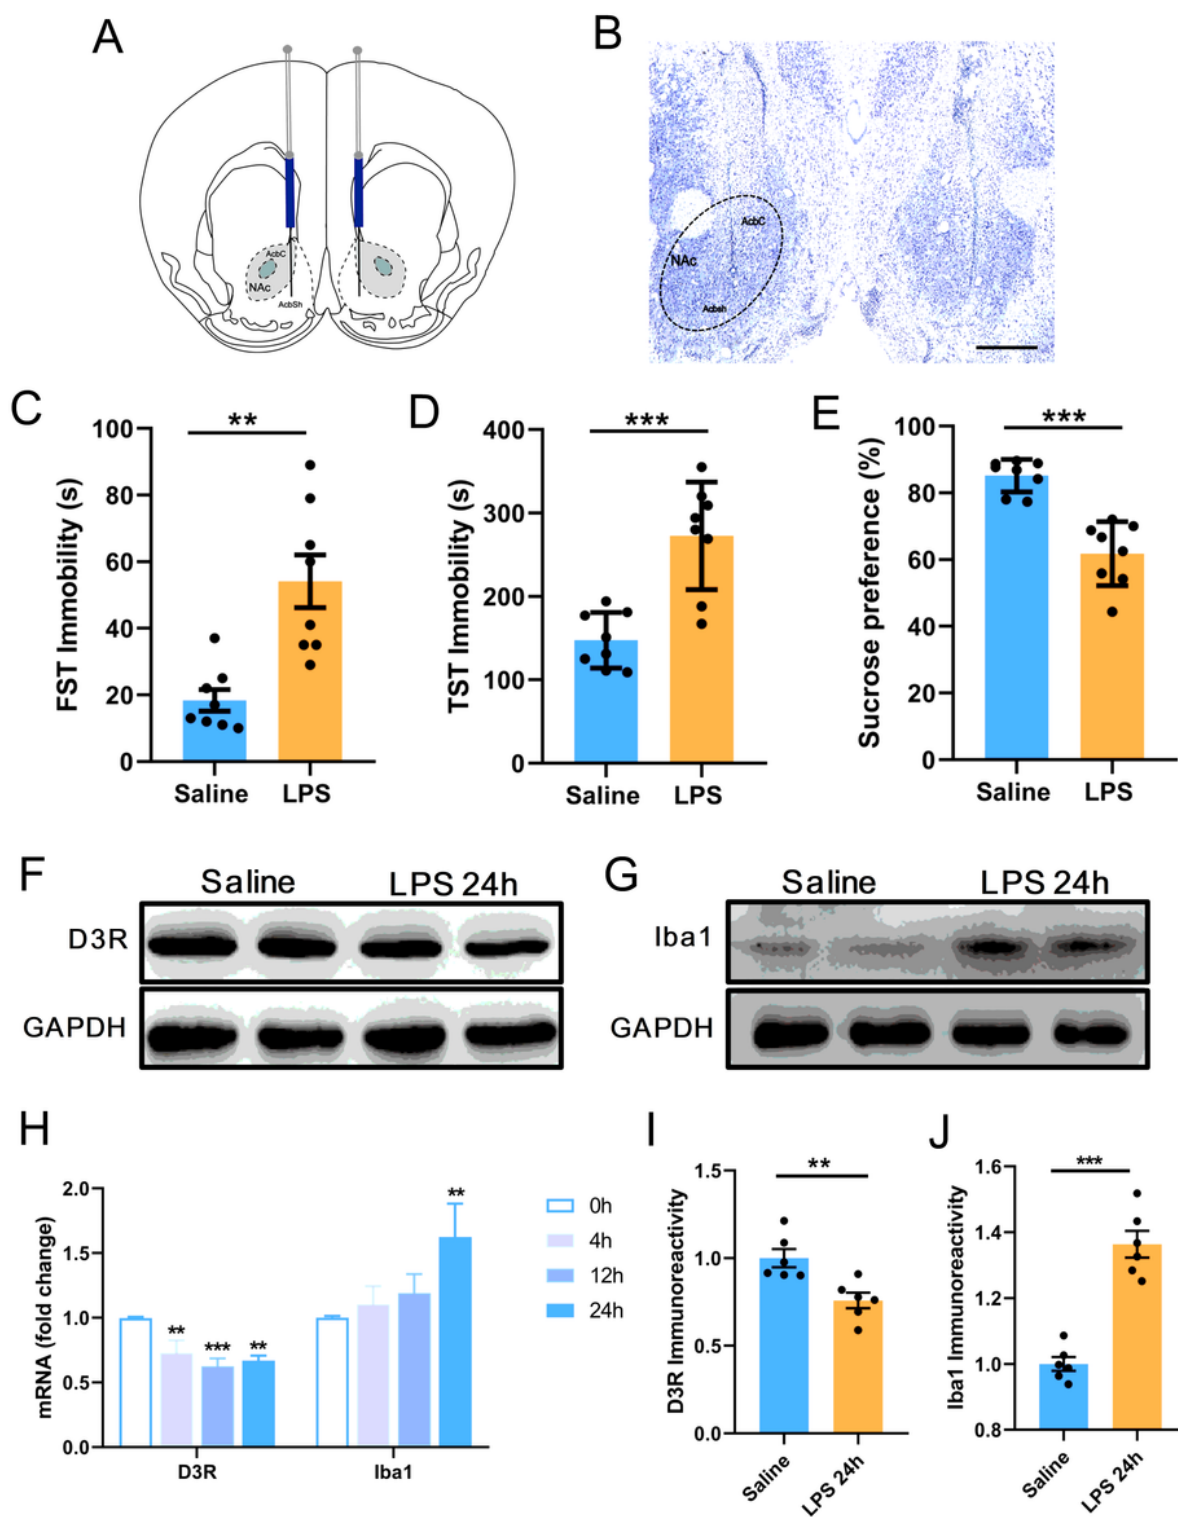 A
AcbC
NAc
AcbSh
B
AcbC
NAc
Acbsh
C
FST Immobility (s)
100
80
60
40
20
0
**
Saline LPS
D
TST Immobility (s)
400
300
200
100
0
***
Saline LPS
E
Sucrose preference (%)
100
80
60
40
20
0
***
Saline LPS
F
Saline LPS 24h
D3R
GAPDH
G
Saline LPS 24h
Iba1
GAPDH
H
mRNA (fold change)
2.0
1.5
1.0
0.5
0.0
** *** **
**
D3R Iba1
0h
4h
12h
24h
I
D3R Immunoreactivity
1.5
1.0
0.5
0.0
**
Saline LPS 24h
J
Iba1 Immunoreactivity
1.6
1.4
1.2
1.0
0.8
***
Saline LPS 24h